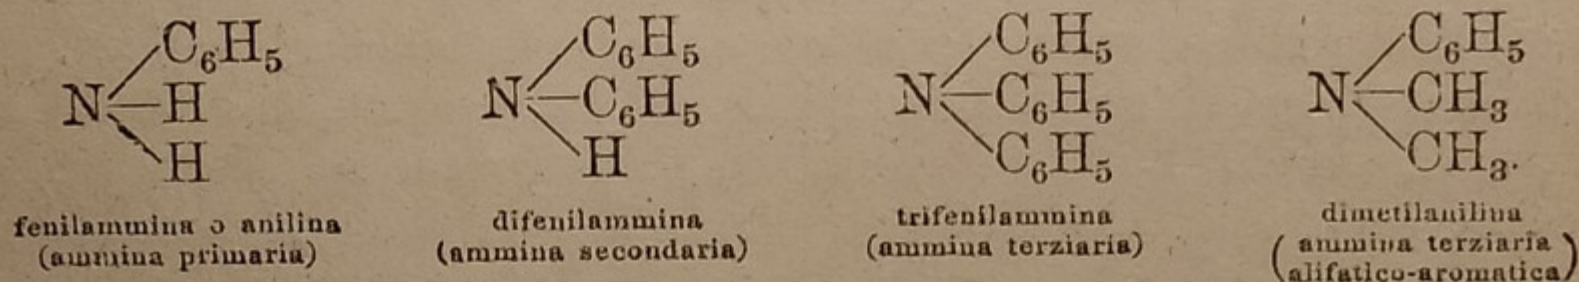 C₆H₅
N—H
H
fenilammina o anilina
(ammina primaria)
C₆H₅
N—C₆H₅
H
difenilammina
(ammina secondaria)
C₆H₅
N—C₆H₅
C₆H₅
trifenilammina
(ammina terziaria)
C₆H₅
N—CH₃
CH₃.
dimetilanilina
(ammina terziaria
alifatico-aromatica)